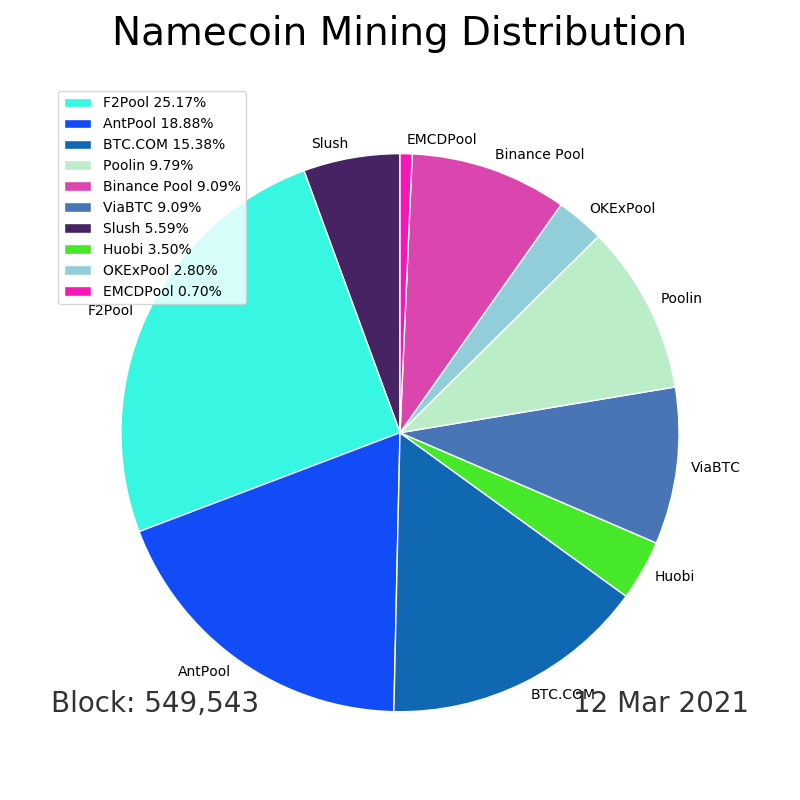 Namecoin Mining Distribution
F2Pool 25.17%
AntPool 18.88%
BTC.COM 15.38%
Poolin 9.79%
Binance Pool 9.09%
ViaBTC 9.09%
Slush 5.59%
Huobi 3.50%
OKExPool 2.80%
EMCDPool 0.70%
Slush
EMCDPool
Binance Pool
OKExPool
Poolin
F2Pool
ViaBTC
Huobi
AntPool
BTC.COM
Block: 549,543
12 Mar 2021